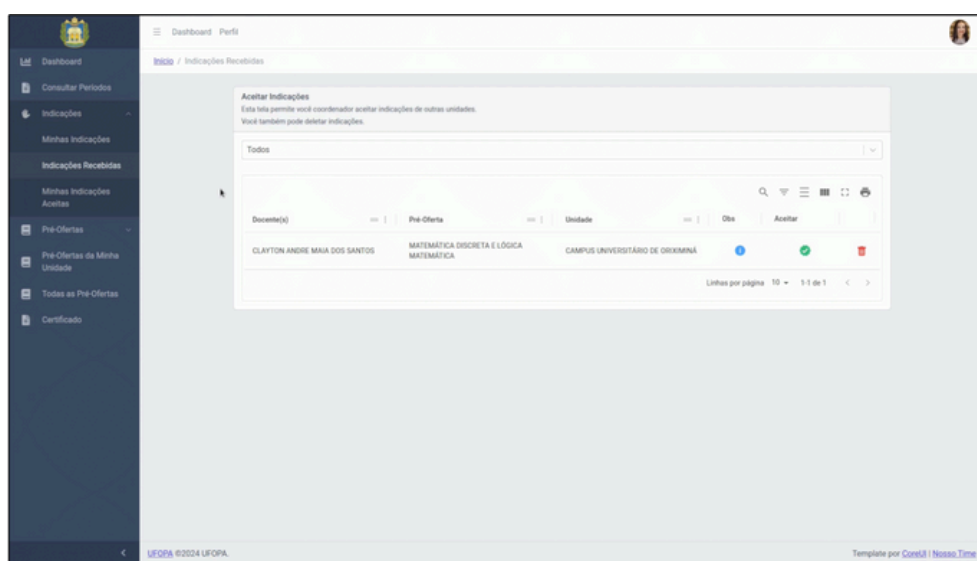 Dashboard Perfil
Início / Indicações Recebidas
Dashboard
Consultar Períodos
Indicações
Minhas Indicações
Indicações Recebidas
Minhas Indicações
Aceitas
Pré-Ofertas
Pré-Ofertas da Minha
Unidade
Todas as Pré-Ofertas
Certificado
Aceitar Indicações
Esta tela permite você coordenador aceitar indicações de outras unidades.
Você também pode deletar indicações.
Todos
Docente(s) Pré-Oferta Unidade Obs Aceitar
CLAYTON ANDRE MAIA DOS SANTOS MATEMÁTICA DISCRETA E LÓGICA
MATEMÁTICA CAMPUS UNIVERSITÁRIO DE ORIXIMINÁ
Linhas por página 10 1-1 de 1
UFOPA ©2024 UFOPA.
Template por CoreUI | Nosso Time